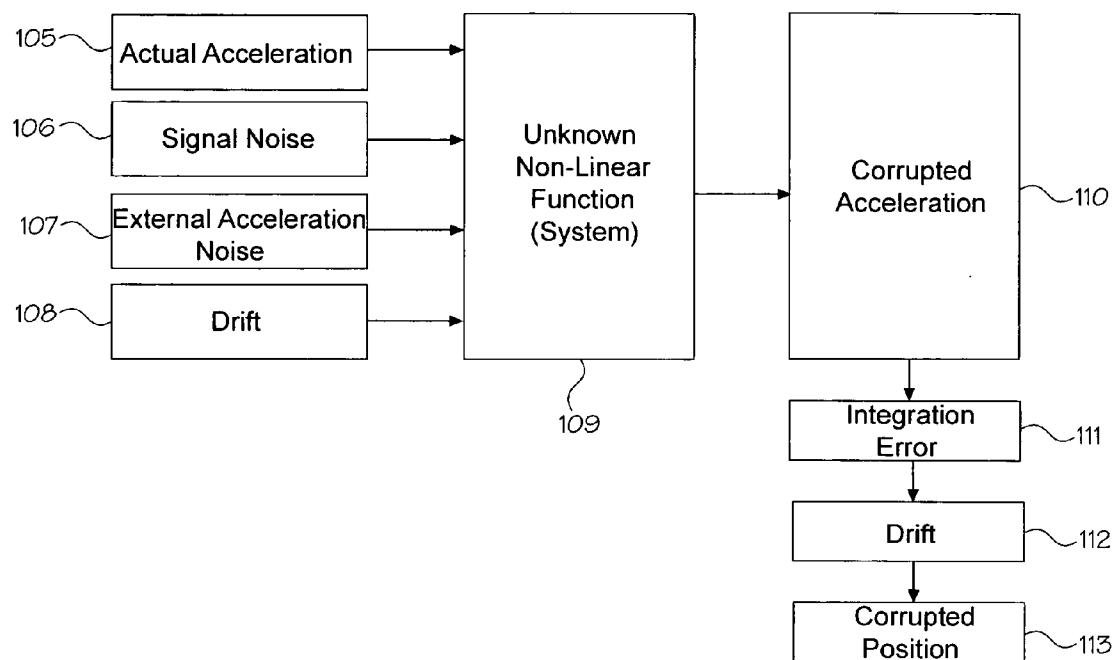 105
Actual Acceleration
106
Signal Noise
107
External Acceleration
Noise
108
Drift
Unknown
Non-Linear
Function
(System)
109
Corrupted
Acceleration
110
Integration
Error
111
Drift
112
Corrupted
Position
113